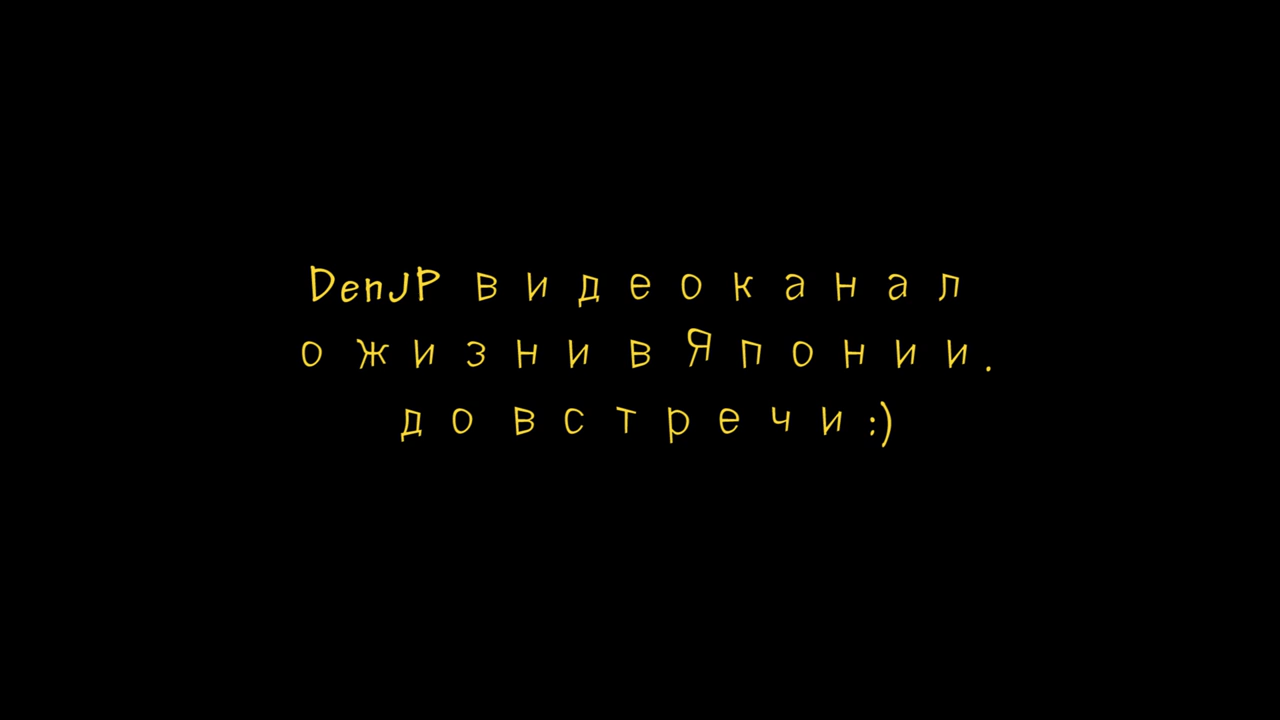 DenJP видеоканал
о жизни в Японии.
до встречи :)